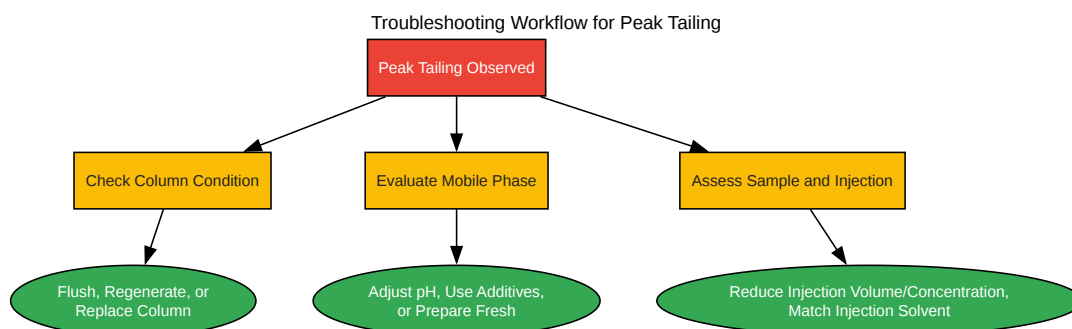 Troubleshooting Workflow for Peak Tailing
Peak Tailing Observed
Check Column Condition
Evaluate Mobile Phase
Assess Sample and Injection
Flush, Regenerate, or
Replace Column
Adjust pH, Use Additives,
or Prepare Fresh
Reduce Injection Volume/Concentration,
Match Injection Solvent